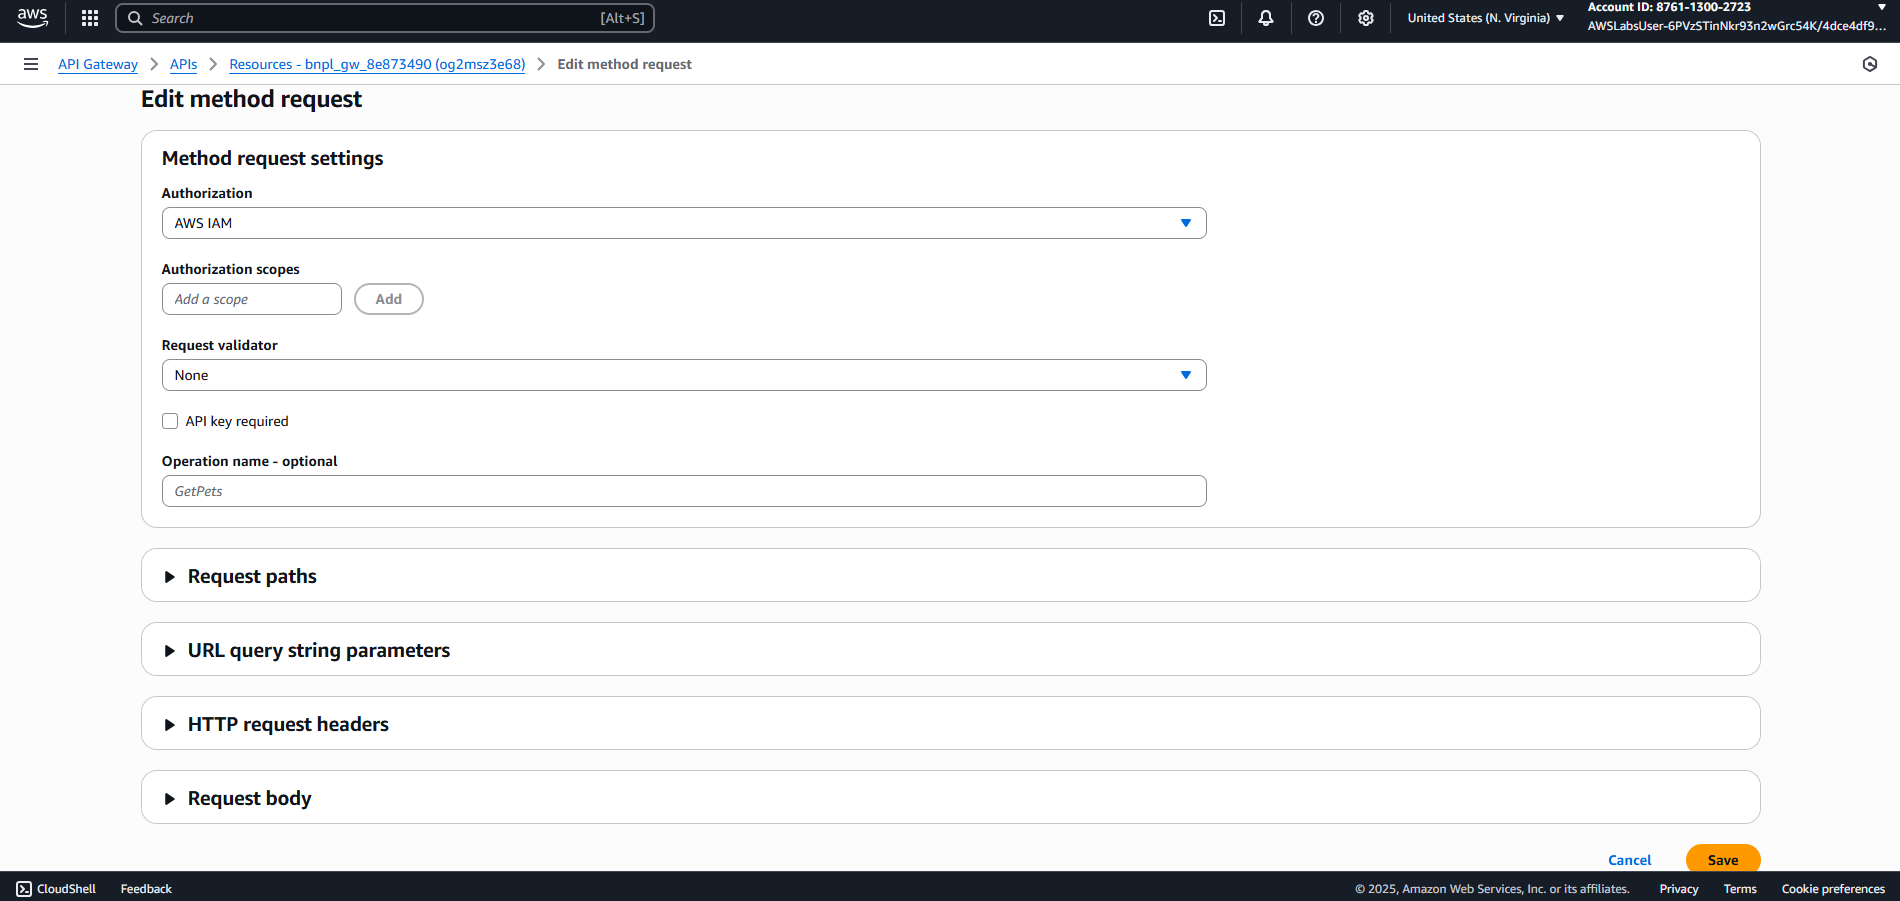 aws
Search [Alt+S]
United States (N. Virginia)
Account ID: 8761-1300-2723
AWSLabsUser-6PVzSTinNkr93n2wGrc54K/4dce4df9...
API Gateway
APIs
Resources - bnpl_gw_8e873490 (og2msz3e68)
Edit method request
Edit method request
Method request settings
Authorization
AWS IAM
Authorization scopes
Add a scope
Add
Request validator
None
API key required
Operation name - optional
GetPets
Request paths
URL query string parameters
HTTP request headers
Request body
Cancel
Save
CloudShell
Feedback
© 2025, Amazon Web Services, Inc. or its affiliates.
Privacy
Terms
Cookie preferences